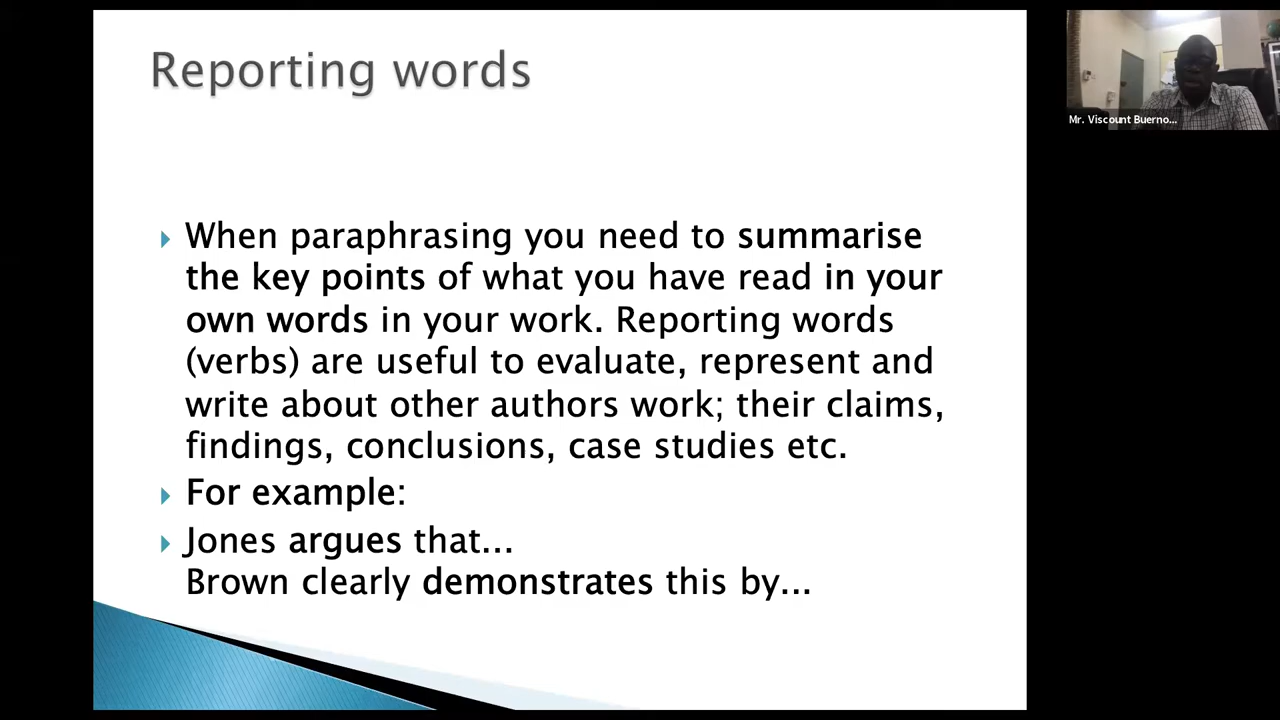 Reporting words
When paraphrasing you need to summarise
the key points of what you have read in your
own words in your work. Reporting words
(verbs) are useful to evaluate, represent and
write about other authors work; their claims,
findings, conclusions, case studies etc.
For example:
Jones argues that...
Brown clearly demonstrates this by...
Mr. Viscount Buerno...